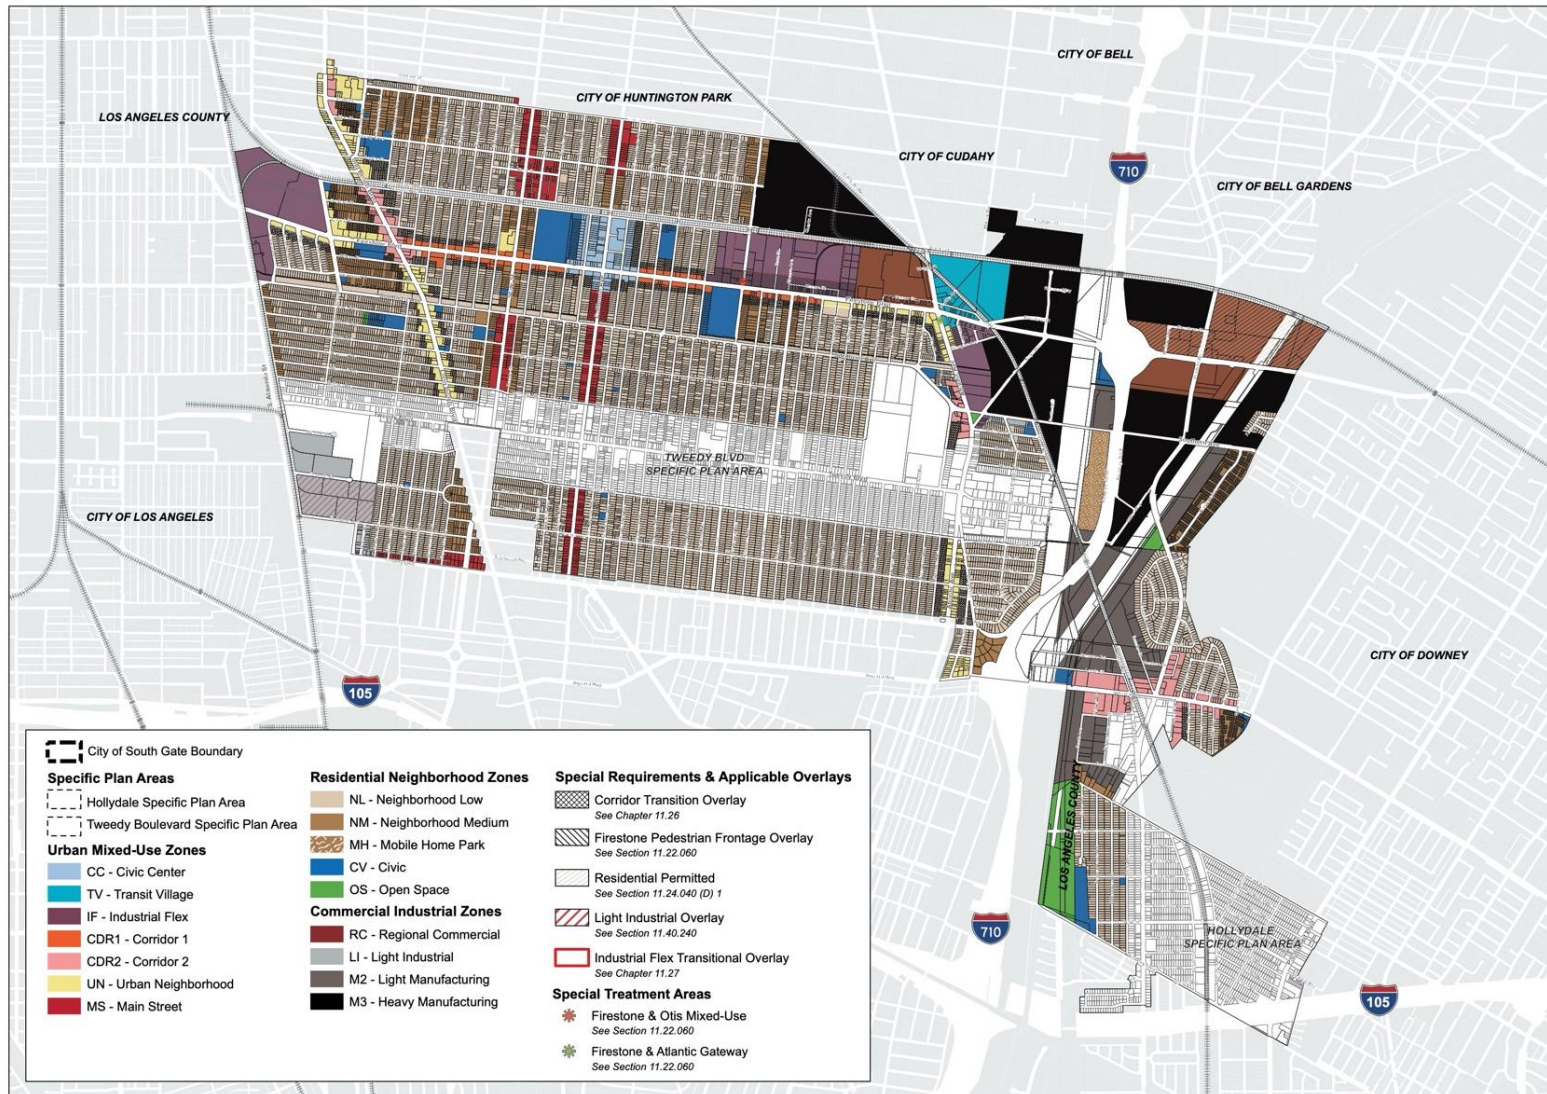 CITY OF BELL
CITY OF HUNTINGTON PARK
LOS ANGELES COUNTY
CITY OF CUDAHY
710
CITY OF BELL GARDENS
TWEEDY BLVD
SPECIFIC PLAN AREA
CITY OF LOS ANGELES
CITY OF DOWNEY
105
LOS ANGELES COUNTY
710
HOLLYDALE
SPECIFIC PLAN AREA
105
City of South Gate Boundary
Specific Plan Areas
Hollydale Specific Plan Area
Tweedy Boulevard Specific Plan Area
Urban Mixed-Use Zones
CC - Civic Center
TV - Transit Village
IF - Industrial Flex
CDR1 - Corridor 1
CDR2 - Corridor 2
UN - Urban Neighborhood
MS - Main Street
Residential Neighborhood Zones
NL - Neighborhood Low
NM - Neighborhood Medium
MH - Mobile Home Park
CV - Civic
OS - Open Space
Commercial Industrial Zones
RC - Regional Commercial
LI - Light Industrial
M2 - Light Manufacturing
M3 - Heavy Manufacturing
Special Requirements & Applicable Overlays
Corridor Transition Overlay
See Chapter 11.26
Firestone Pedestrian Frontage Overlay
See Section 11.22.060
Residential Permitted
See Section 11.24.040 (D) 1
Light Industrial Overlay
See Section 11.40.240
Industrial Flex Transitional Overlay
See Chapter 11.27
Special Treatment Areas
Firestone & Otis Mixed-Use
See Section 11.22.060
Firestone & Atlantic Gateway
See Section 11.22.060